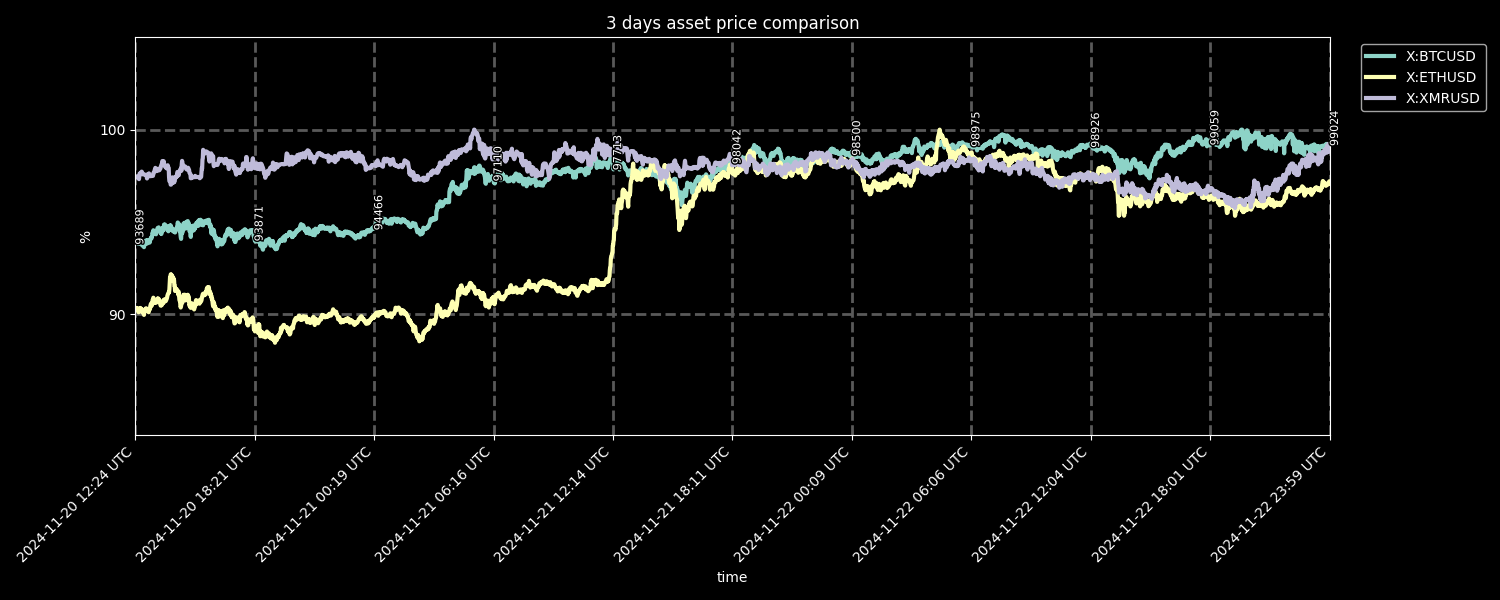 3 days asset price comparison
X:BTCUSD
X:ETHUSD
X:XMRUSD
100
90
%
93689
93871
94466
97110
97713
98042
98500
98975
98926
99059
99024
2024-11-20 12:24 UTC
2024-11-20 18:21 UTC
2024-11-21 00:19 UTC
2024-11-21 06:16 UTC
2024-11-21 12:14 UTC
2024-11-21 18:11 UTC
2024-11-22 00:09 UTC
2024-11-22 06:06 UTC
2024-11-22 12:04 UTC
2024-11-22 18:01 UTC
2024-11-22 23:59 UTC
time